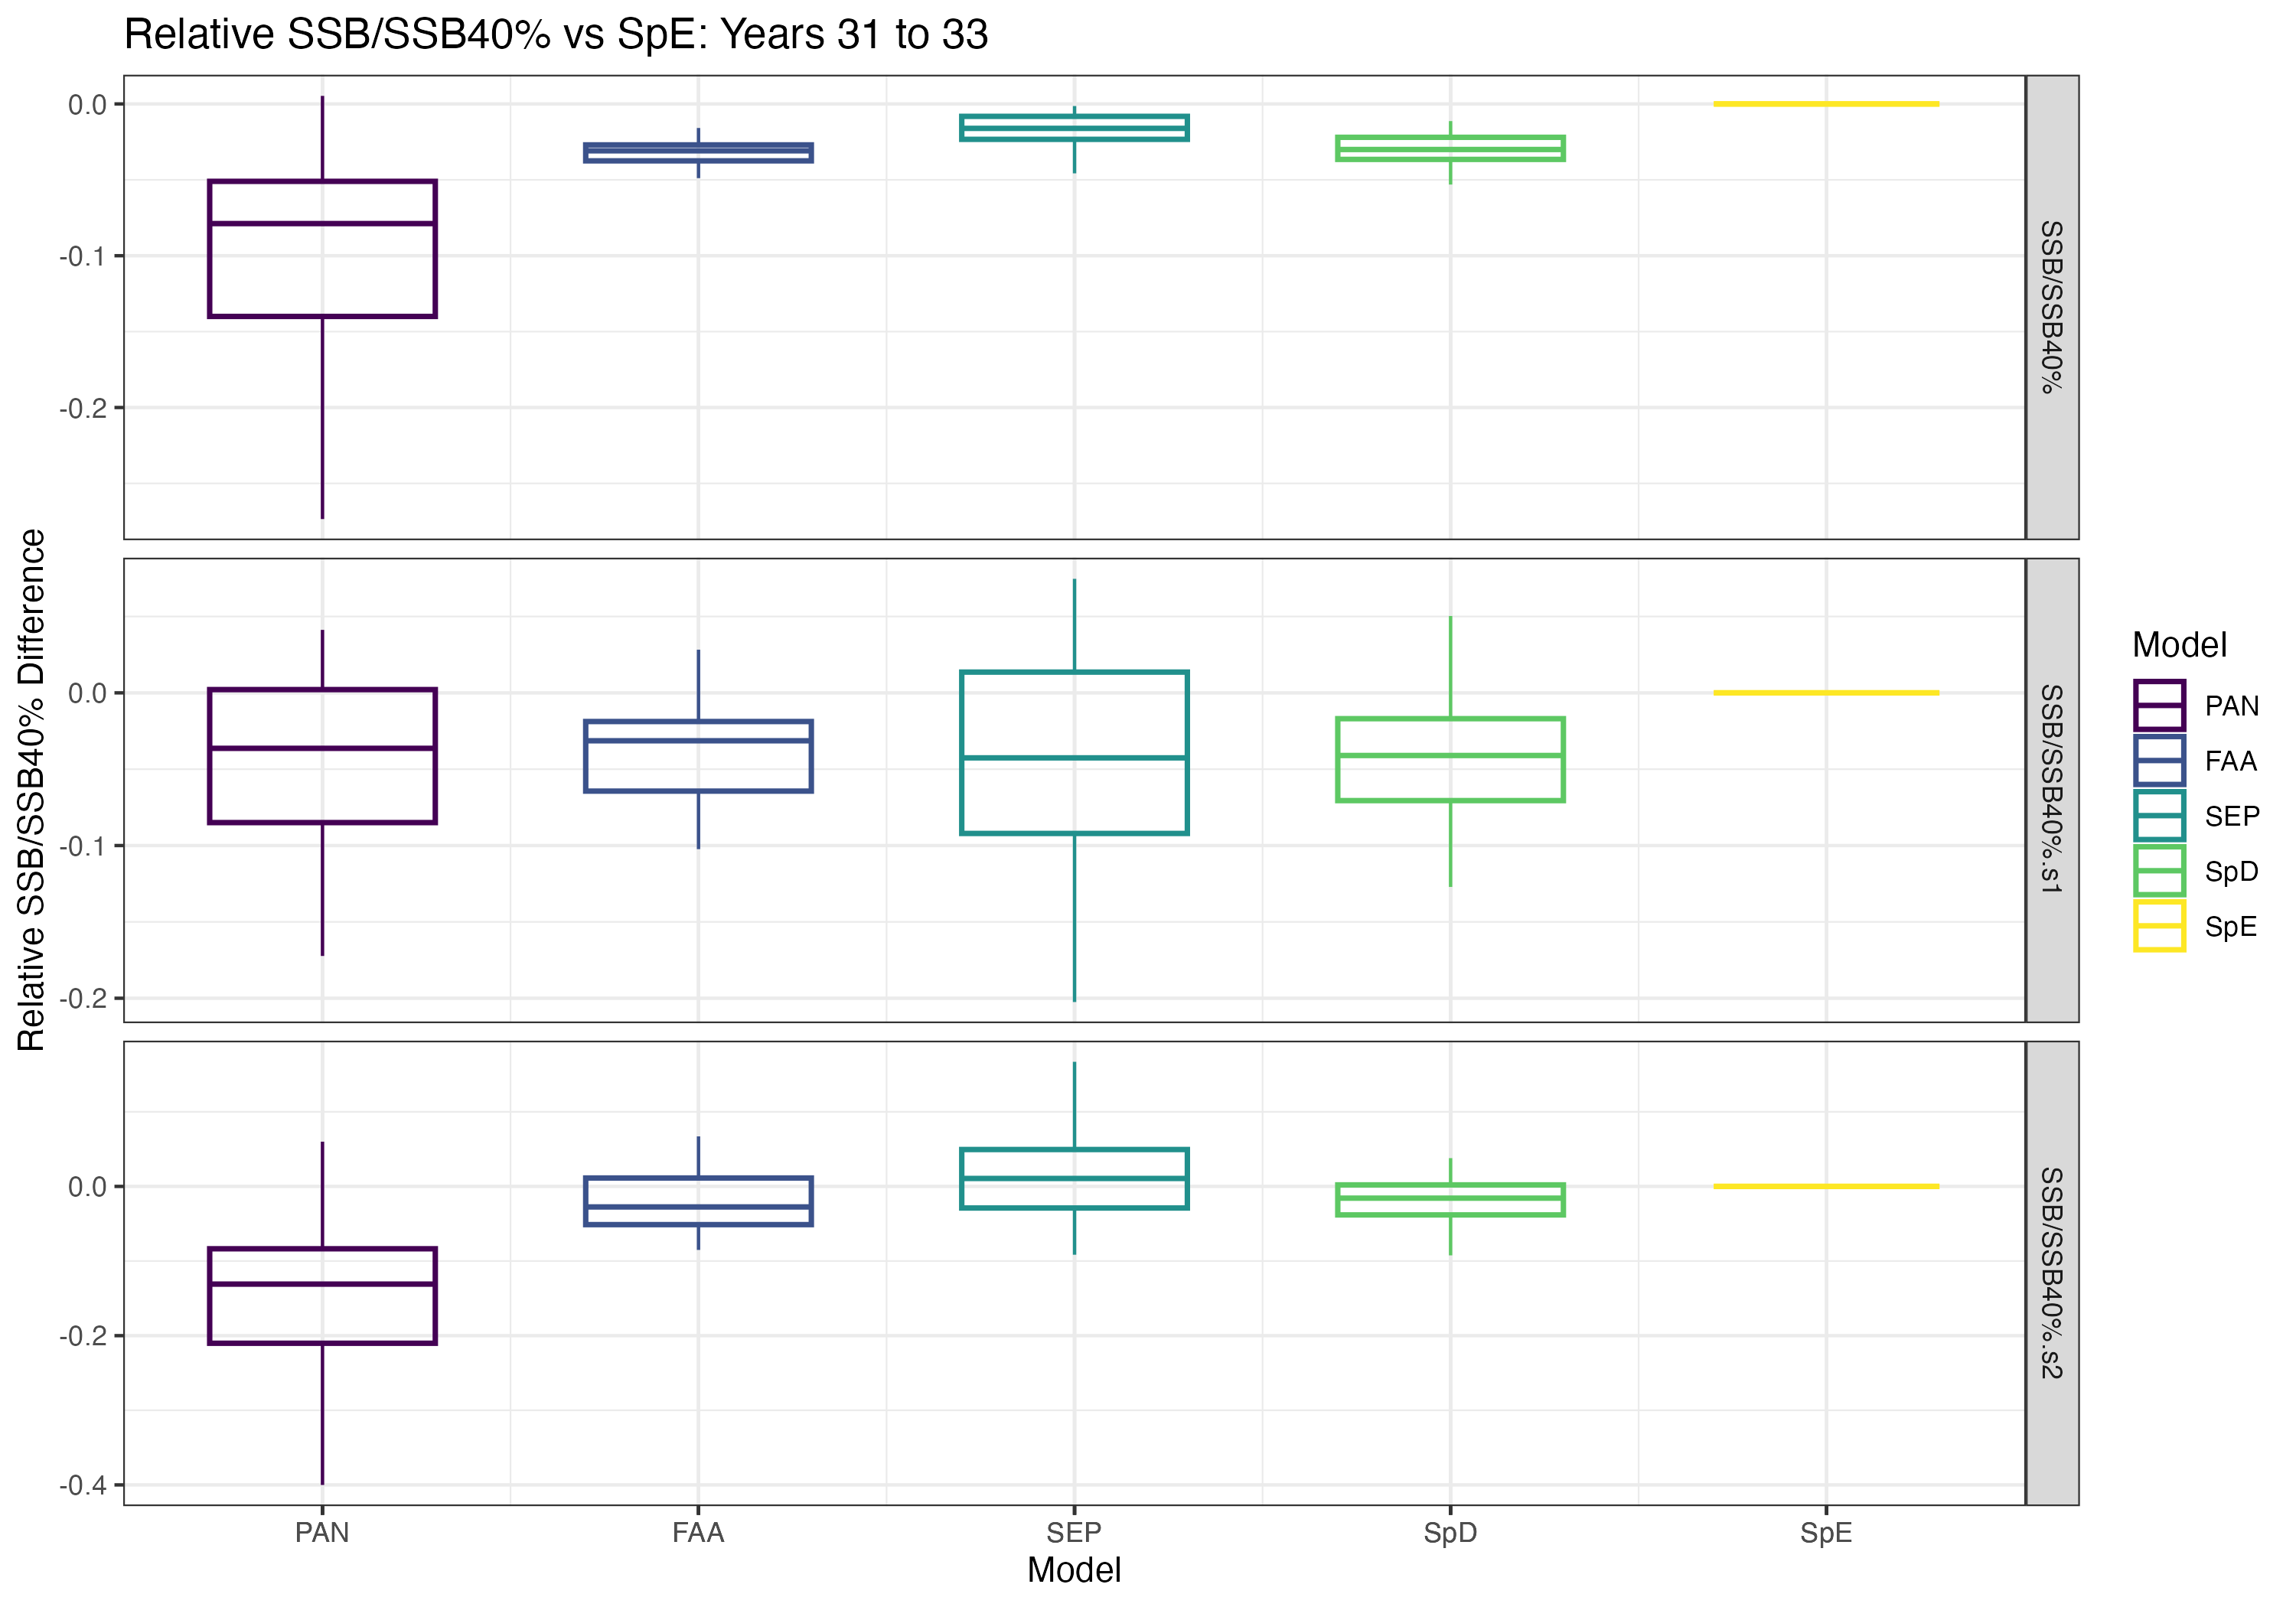 Relative SSB/SSB40% vs SpE: Years 31 to 33
Relative SSB/SSB40% Difference
0.0
-0.1
-0.2
SSB/SSB40%
0.0
-0.1
-0.2
SSB/SSB40%.s1
0.0
-0.2
-0.4
SSB/SSB40%.s2
PAN
FAA
SEP
SpD
SpE
Model
Model
PAN
FAA
SEP
SpD
SpE